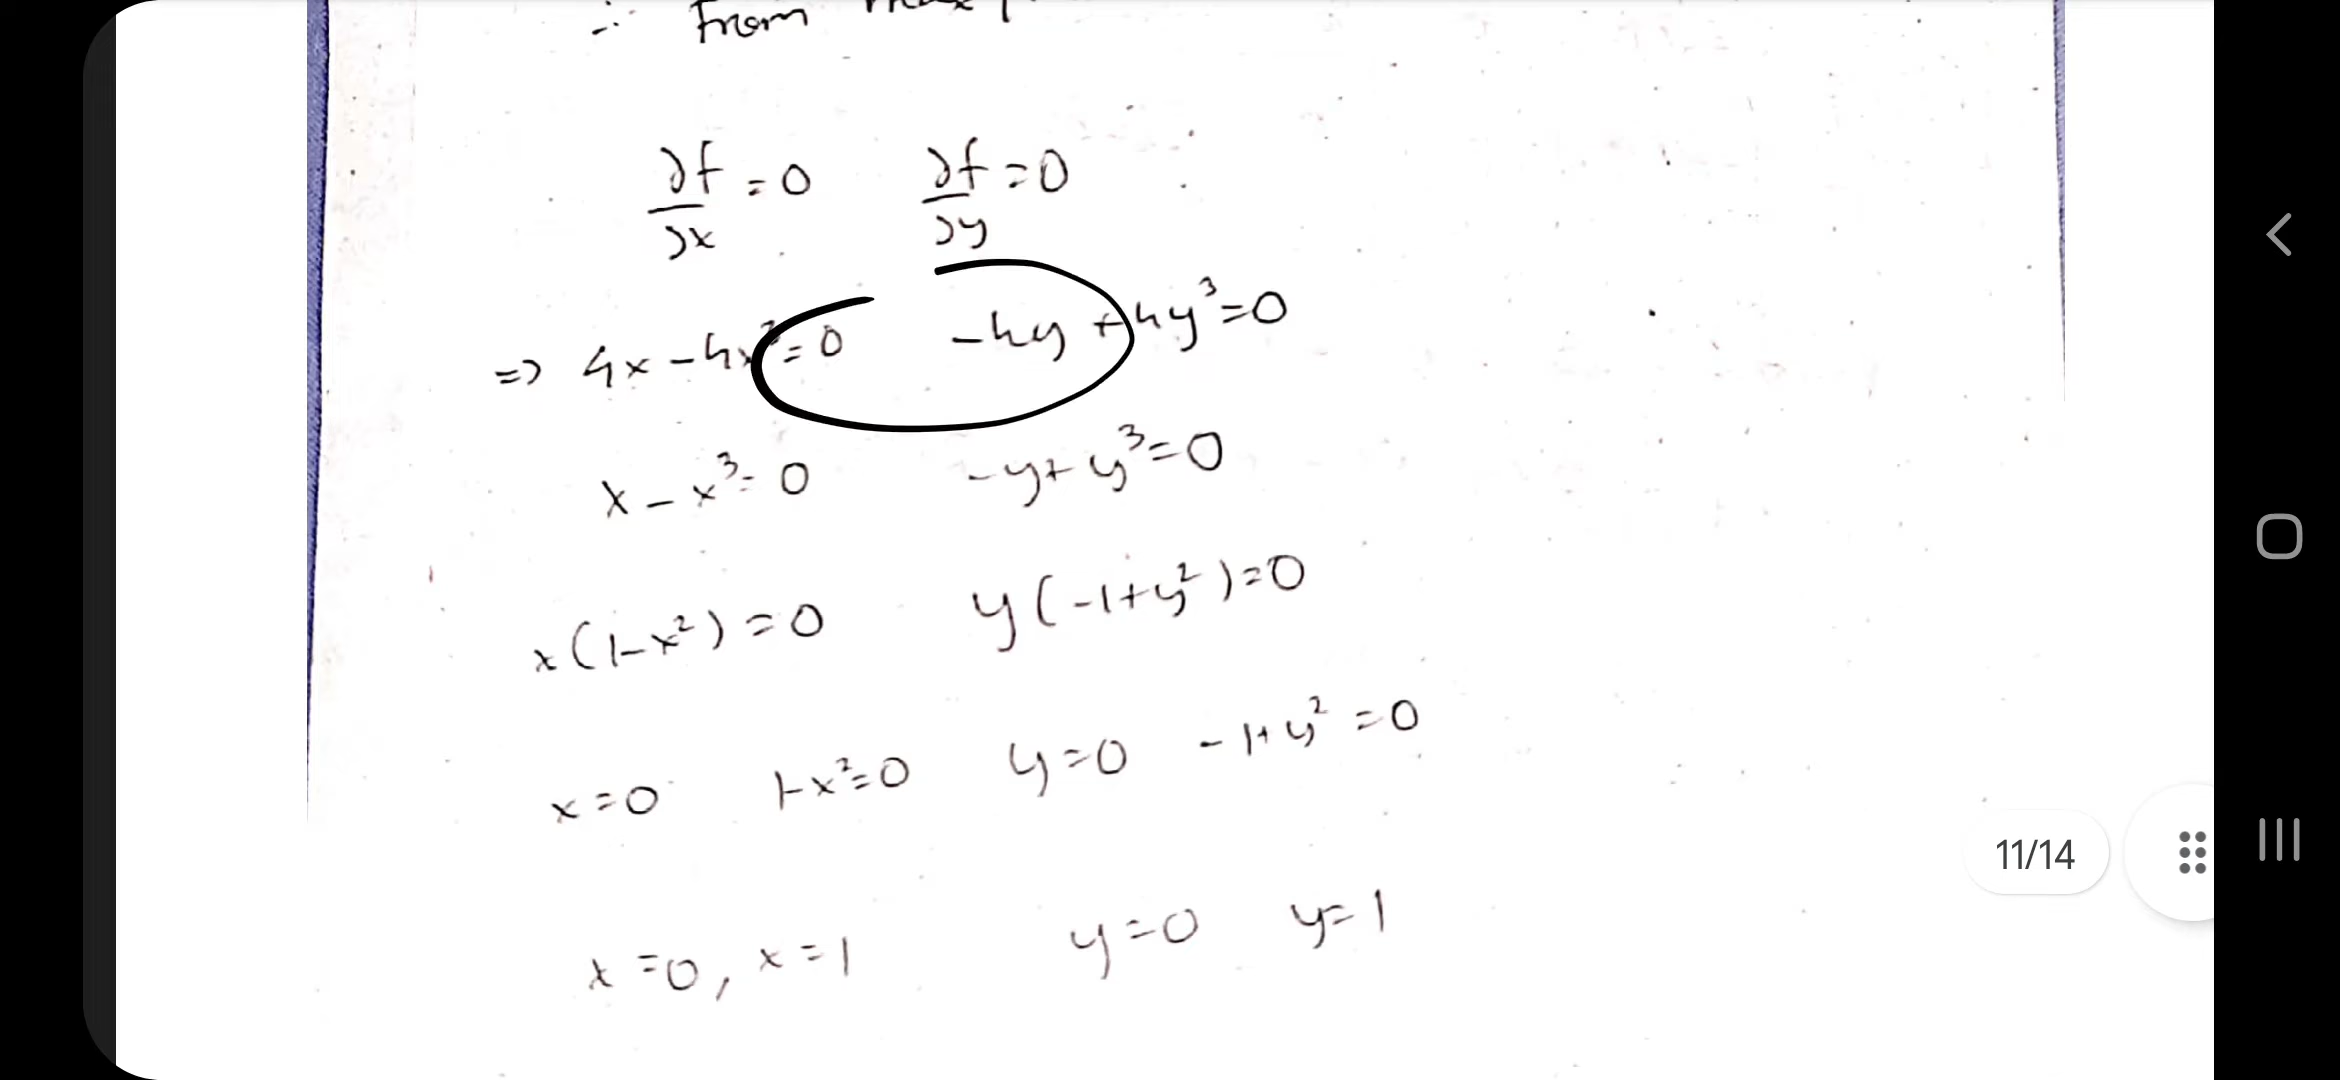 ∴ From
∂f/∂x = 0 ∂f/∂y = 0
=> 4x - 4x³ = 0 -4y + 4y³ = 0
x - x³ = 0 -y + y³ = 0
x(1-x²) = 0 y(-1+y²) = 0
x = 0 1-x² = 0 y = 0 -1+y² = 0
x = 0, x = 1 y = 0 y = 1
11/14